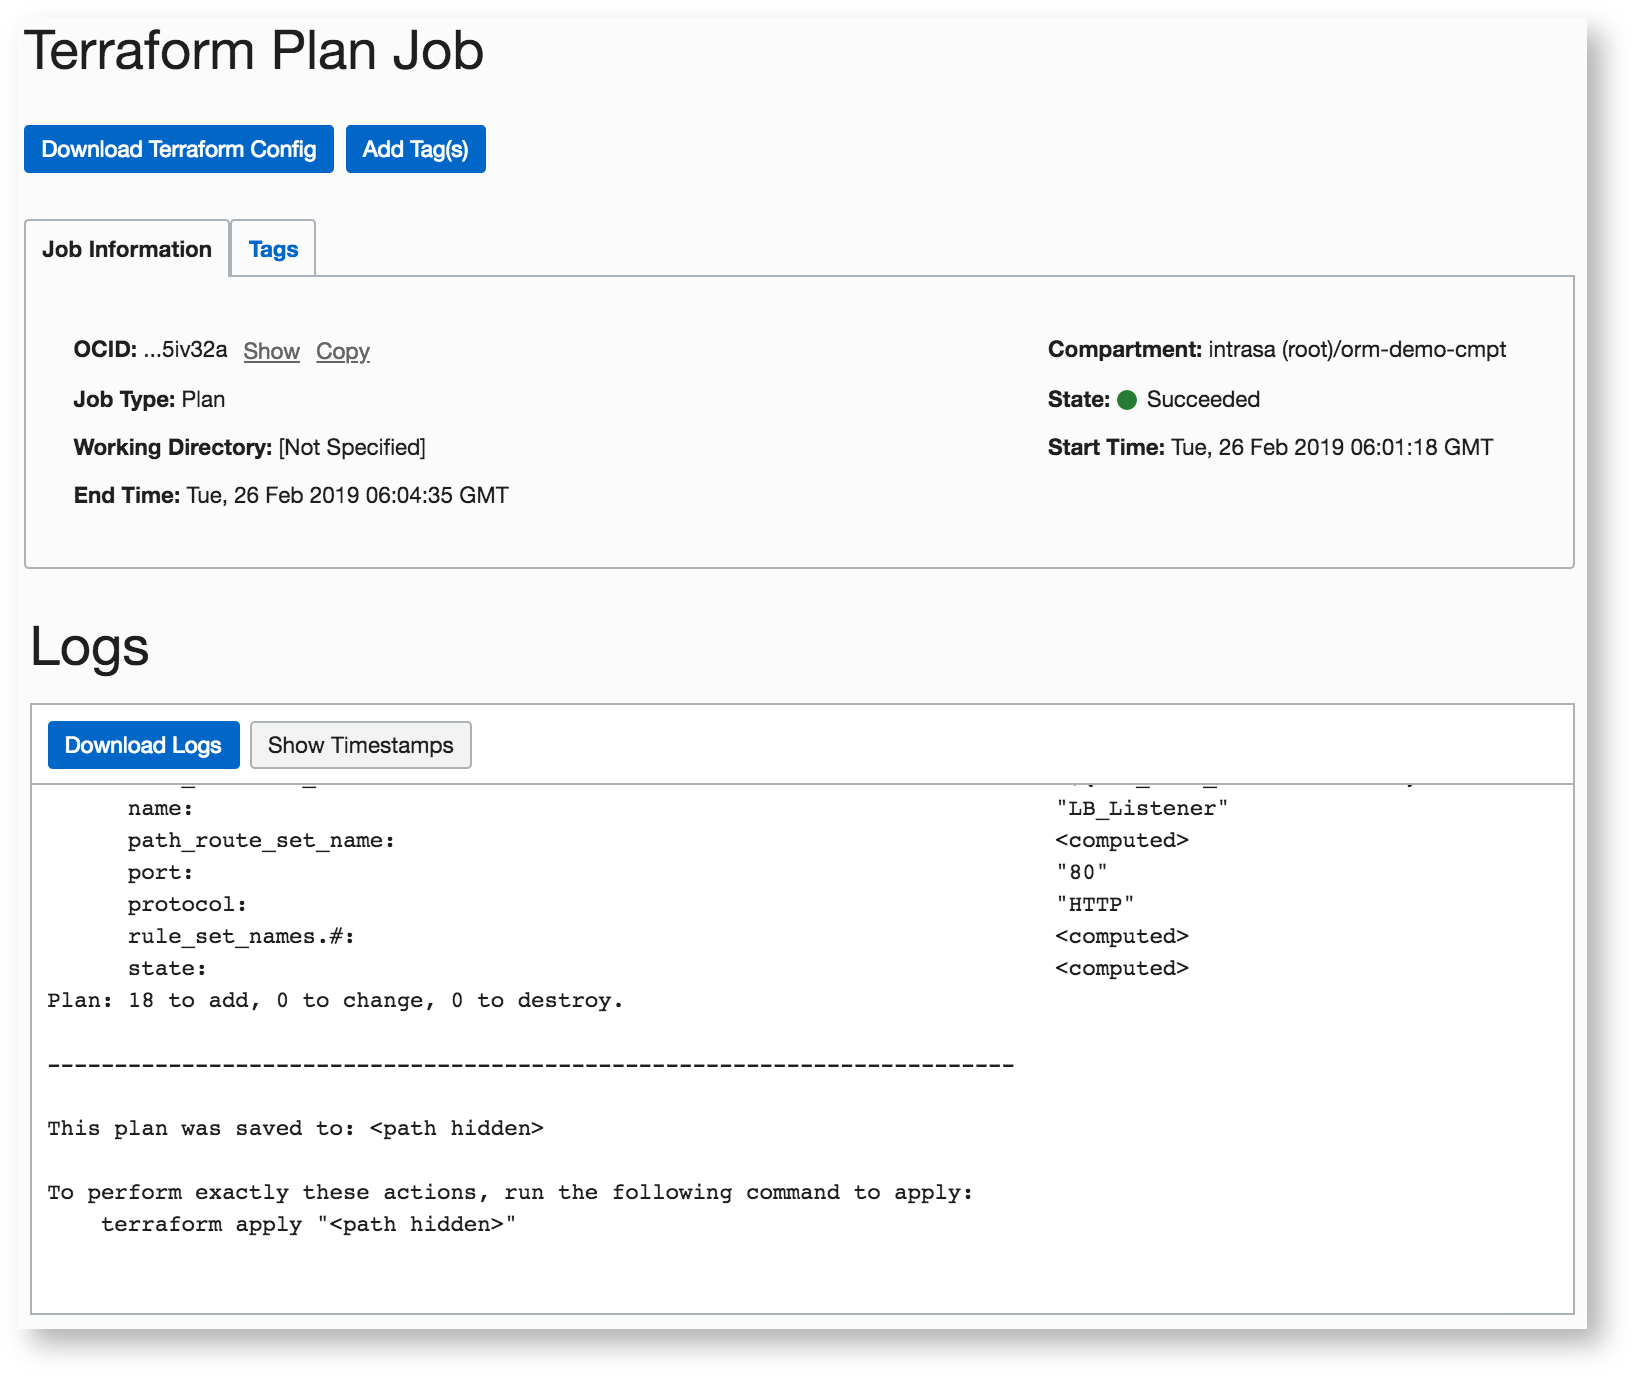 Terraform Plan Job
Download Terraform Config Add Tag(s)
Job Information Tags
OCID: ...5iv32a Show Copy
Compartment: intrasa (root)/orm-demo-cmpt
Job Type: Plan
State: Succeeded
Working Directory: [Not Specified]
Start Time: Tue, 26 Feb 2019 06:01:18 GMT
End Time: Tue, 26 Feb 2019 06:04:35 GMT
Logs
Download Logs Show Timestamps
name: "LB_Listener"
path_route_set_name: <computed>
port: "80"
protocol: "HTTP"
rule_set_names.#: <computed>
state: <computed>
Plan: 18 to add, 0 to change, 0 to destroy.
------------------------------------------------------------------------
This plan was saved to: <path hidden>
To perform exactly these actions, run the following command to apply:
terraform apply "<path hidden>"